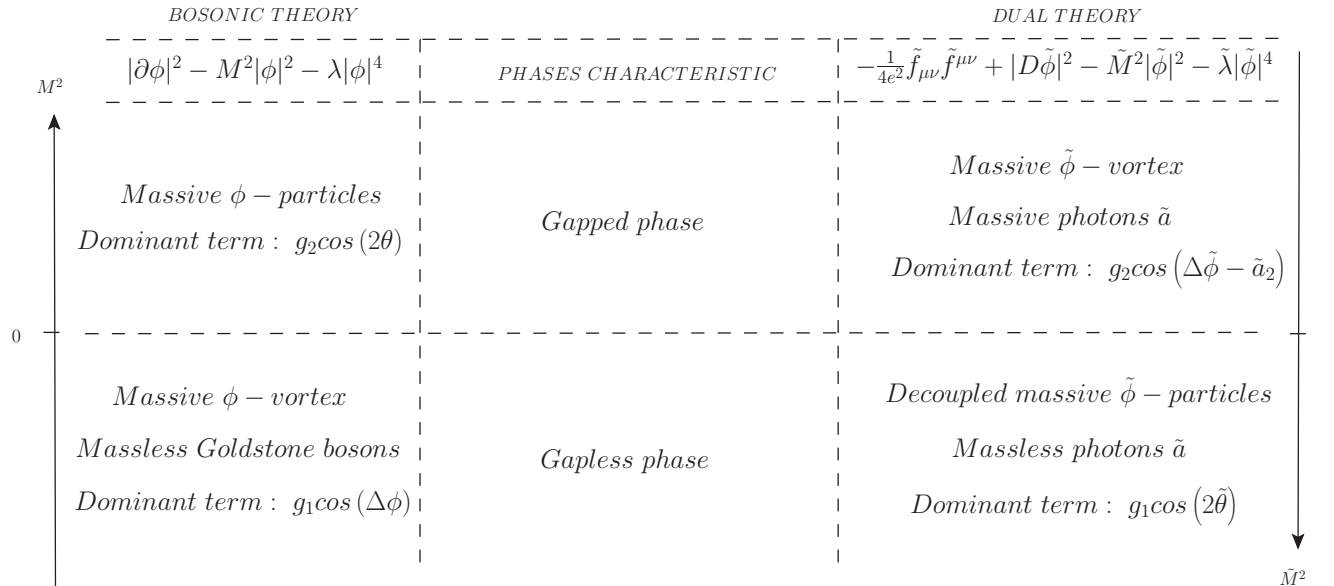 BOSONIC THEORY
DUAL THEORY
|∂ϕ|² − M²|ϕ|² − λ|ϕ|⁴
PHASES CHARACTERISTIC
−1/4e² f̃_μν f̃^μν + |Dϕ̃|² − M̃²|ϕ̃|² − λ̃|ϕ̃|⁴
M²
Massive ϕ − particles
Dominant term : g₂cos (2θ)
Gapped phase
Massive ϕ̃ − vortex
Massive photons ã
Dominant term : g₂cos (Δϕ̃ − ã₂)
0
Massive ϕ − vortex
Massless Goldstone bosons
Dominant term : g₁cos (Δϕ)
Gapless phase
Decoupled massive ϕ̃ − particles
Massless photons ã
Dominant term : g₁cos (2θ̃)
M̃²